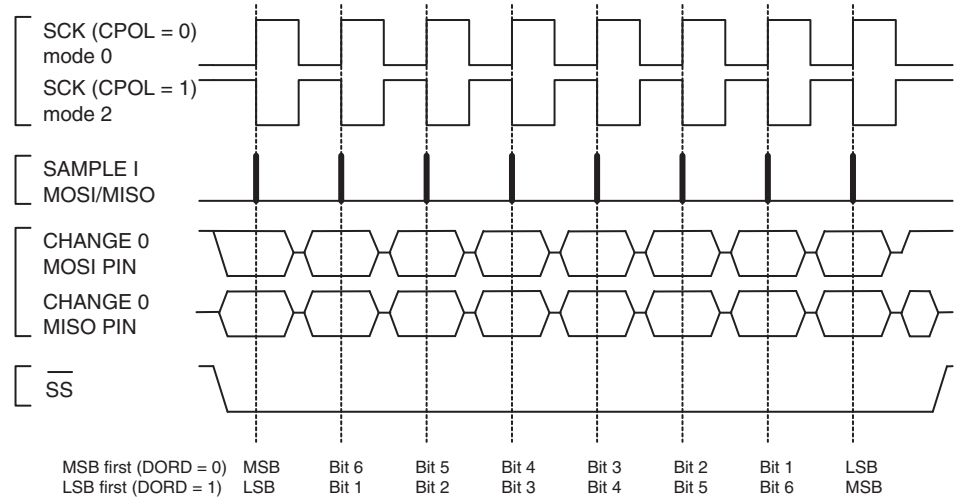 SCK (CPOL = 0)
mode 0
SCK (CPOL = 1)
mode 2
SAMPLE I
MOSI/MISO
CHANGE 0
MOSI PIN
CHANGE 0
MISO PIN
SS
MSB first (DORD = 0) MSB Bit 6 Bit 5 Bit 4 Bit 3 Bit 2 Bit 1 LSB
LSB first (DORD = 1) LSB Bit 1 Bit 2 Bit 3 Bit 4 Bit 5 Bit 6 MSB